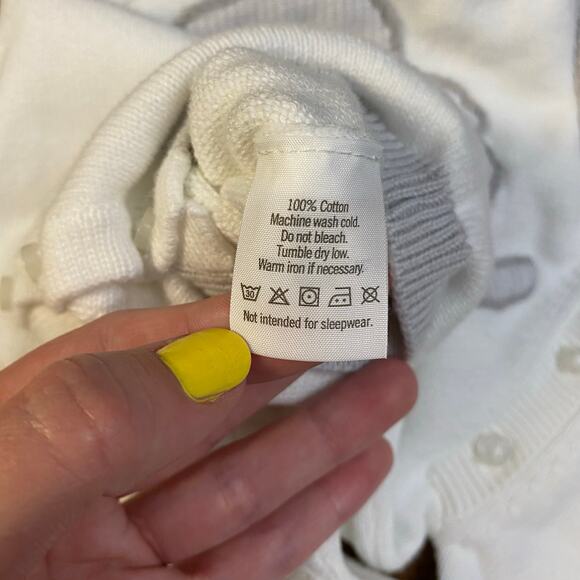 100% Cotton
Machine wash cold.
Do not bleach.
Tumble dry low.
Warm iron if necessary.
30
Not intended for sleepwear.